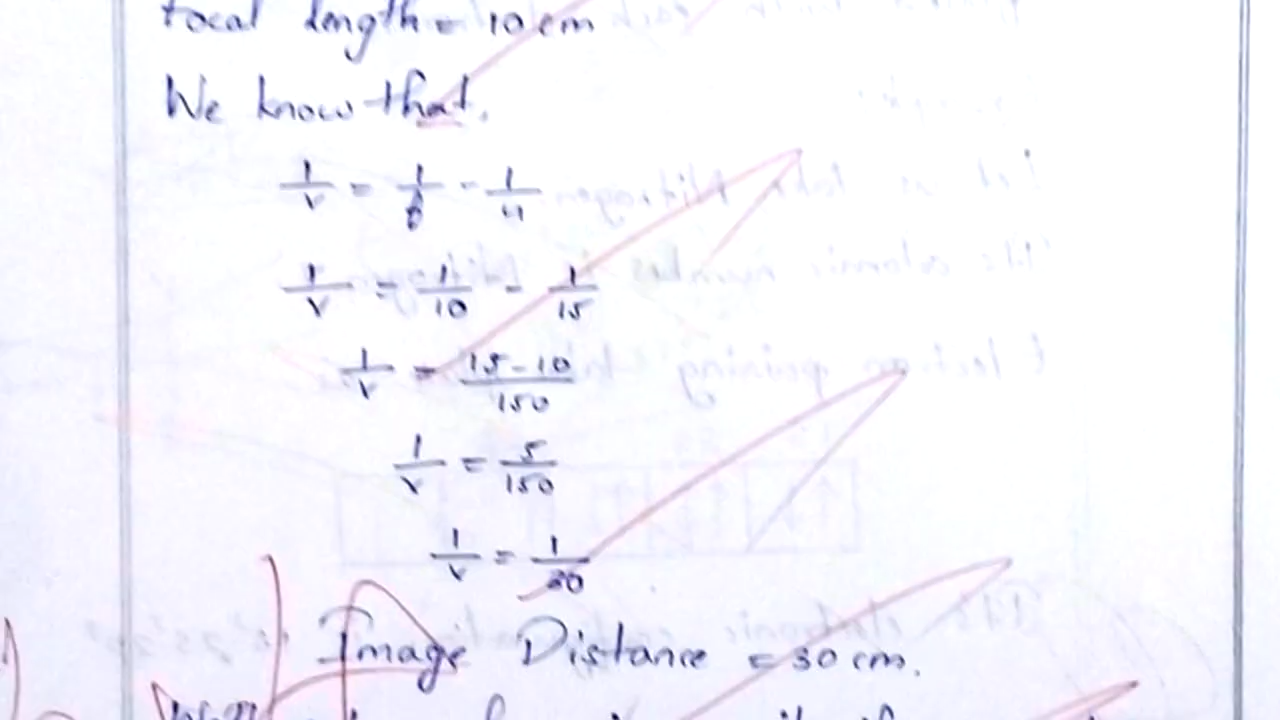 focal length = 10 cm
We know that,
1/v = 1/f - 1/u
1/v = 1/10 - 1/15
1/v = 15-10/150
1/v = 5/150
1/v = 1/30
Image Distance = 30 cm.